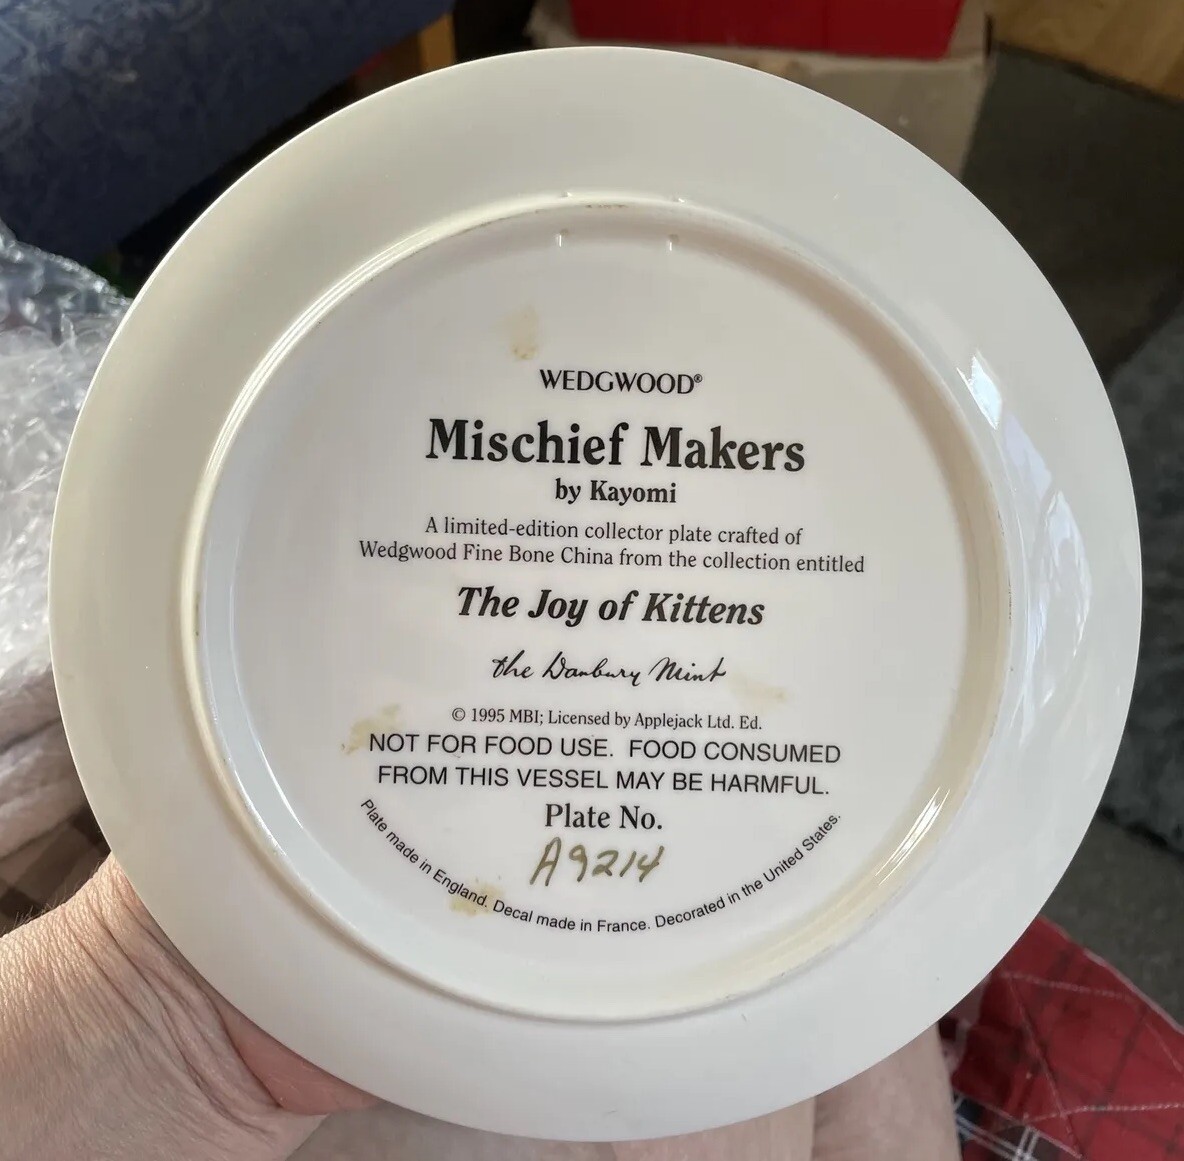 WEDGWOOD®
Mischief Makers
by Kayomi
A limited-edition collector plate crafted of
Wedgwood Fine Bone China from the collection entitled
The Joy of Kittens
the Danbury Mint
© 1995 MBI; Licensed by Applejack Ltd. Ed.
NOT FOR FOOD USE. FOOD CONSUMED
FROM THIS VESSEL MAY BE HARMFUL.
Plate No.
A9214
Plate made in England. Decal made in France. Decorated in the United States.